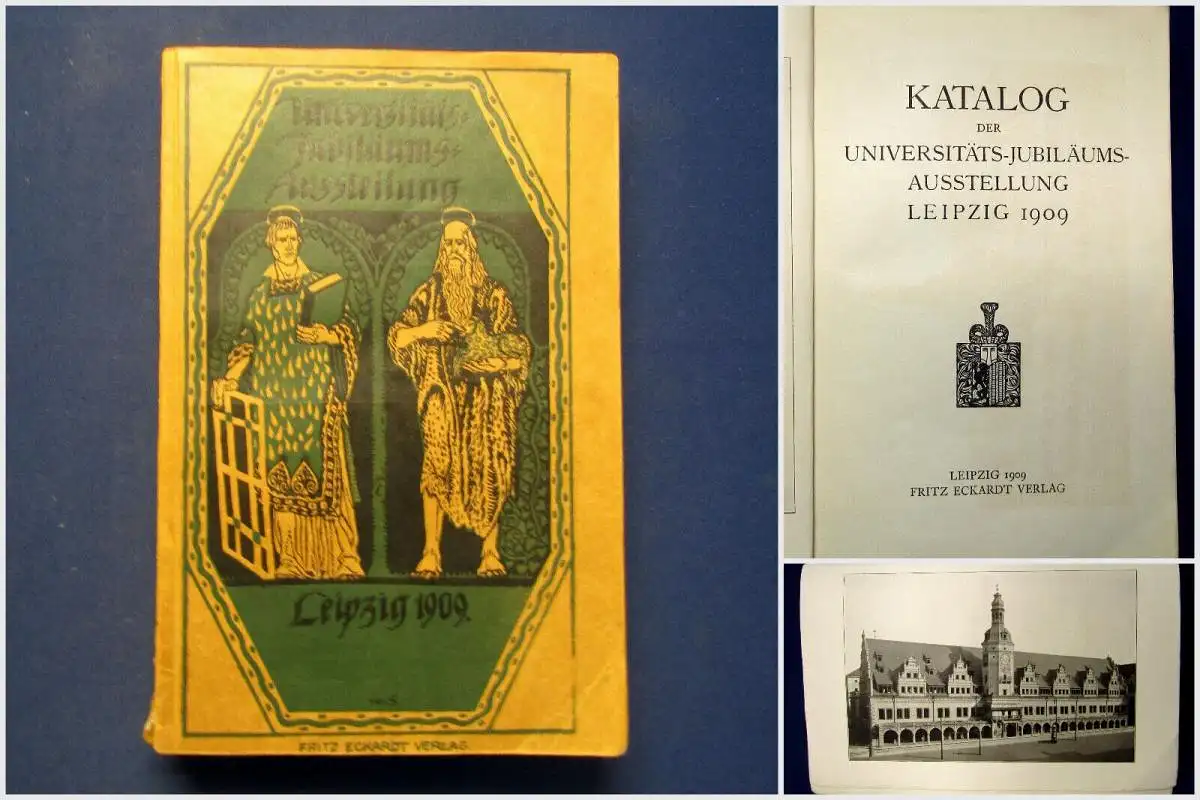 Universitäts-
Jubiläums-
Ausstellung
Leipzig 1909.
FRITZ ECKARDT VERLAG
KATALOG
DER
UNIVERSITÄTS-JUBILÄUMS-
AUSSTELLUNG
LEIPZIG 1909
LEIPZIG 1909
FRITZ ECKARDT VERLAG